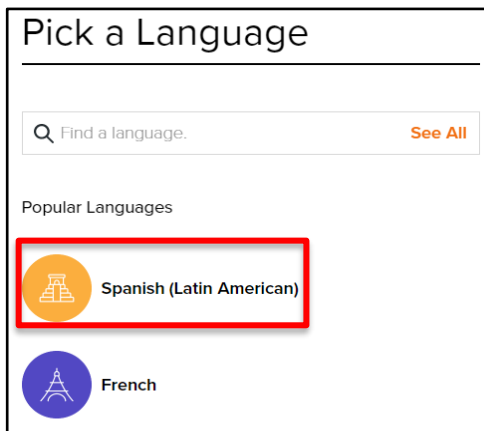 Pick a Language
Find a language. See All
Popular Languages
Spanish (Latin American)
French